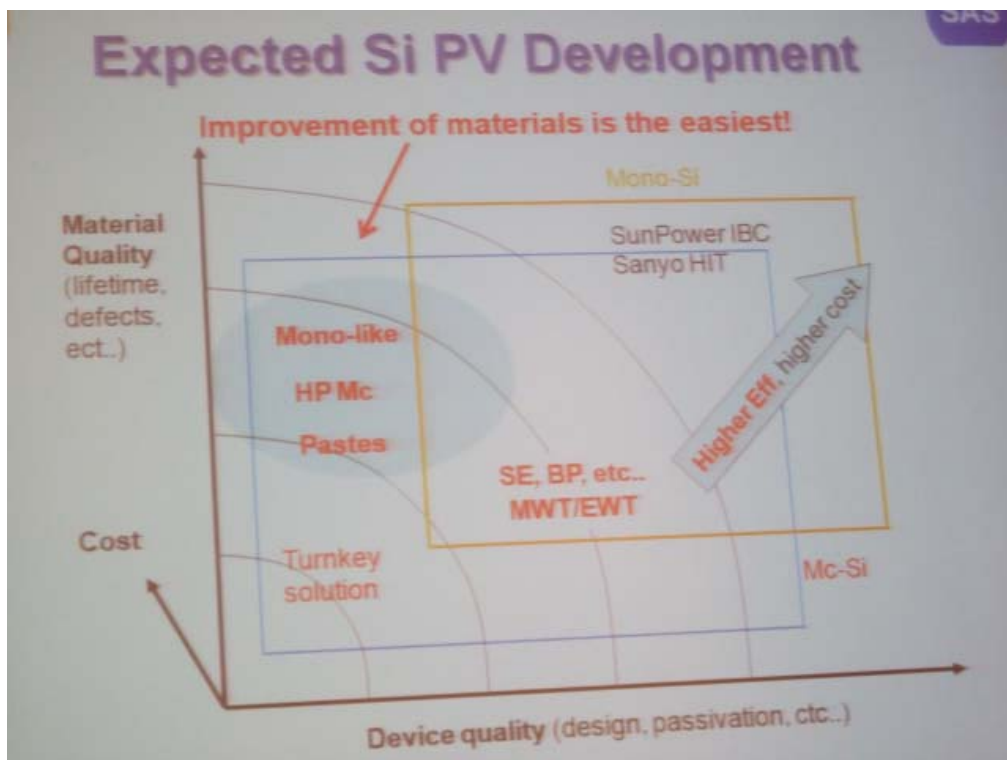 SAS
Expected Si PV Development
Improvement of materials is the easiest!
Mono-Si
Material
Quality
(lifetime,
defects,
ect..)
SunPower IBC
Sanyo HIT
Higher Eff, higher cost
Mono-like
HP Mc
Pastes
SE, BP, etc..
MWT/EWT
Cost
Turnkey
solution
Mc-Si
Device quality (design, passivation, ctc..)